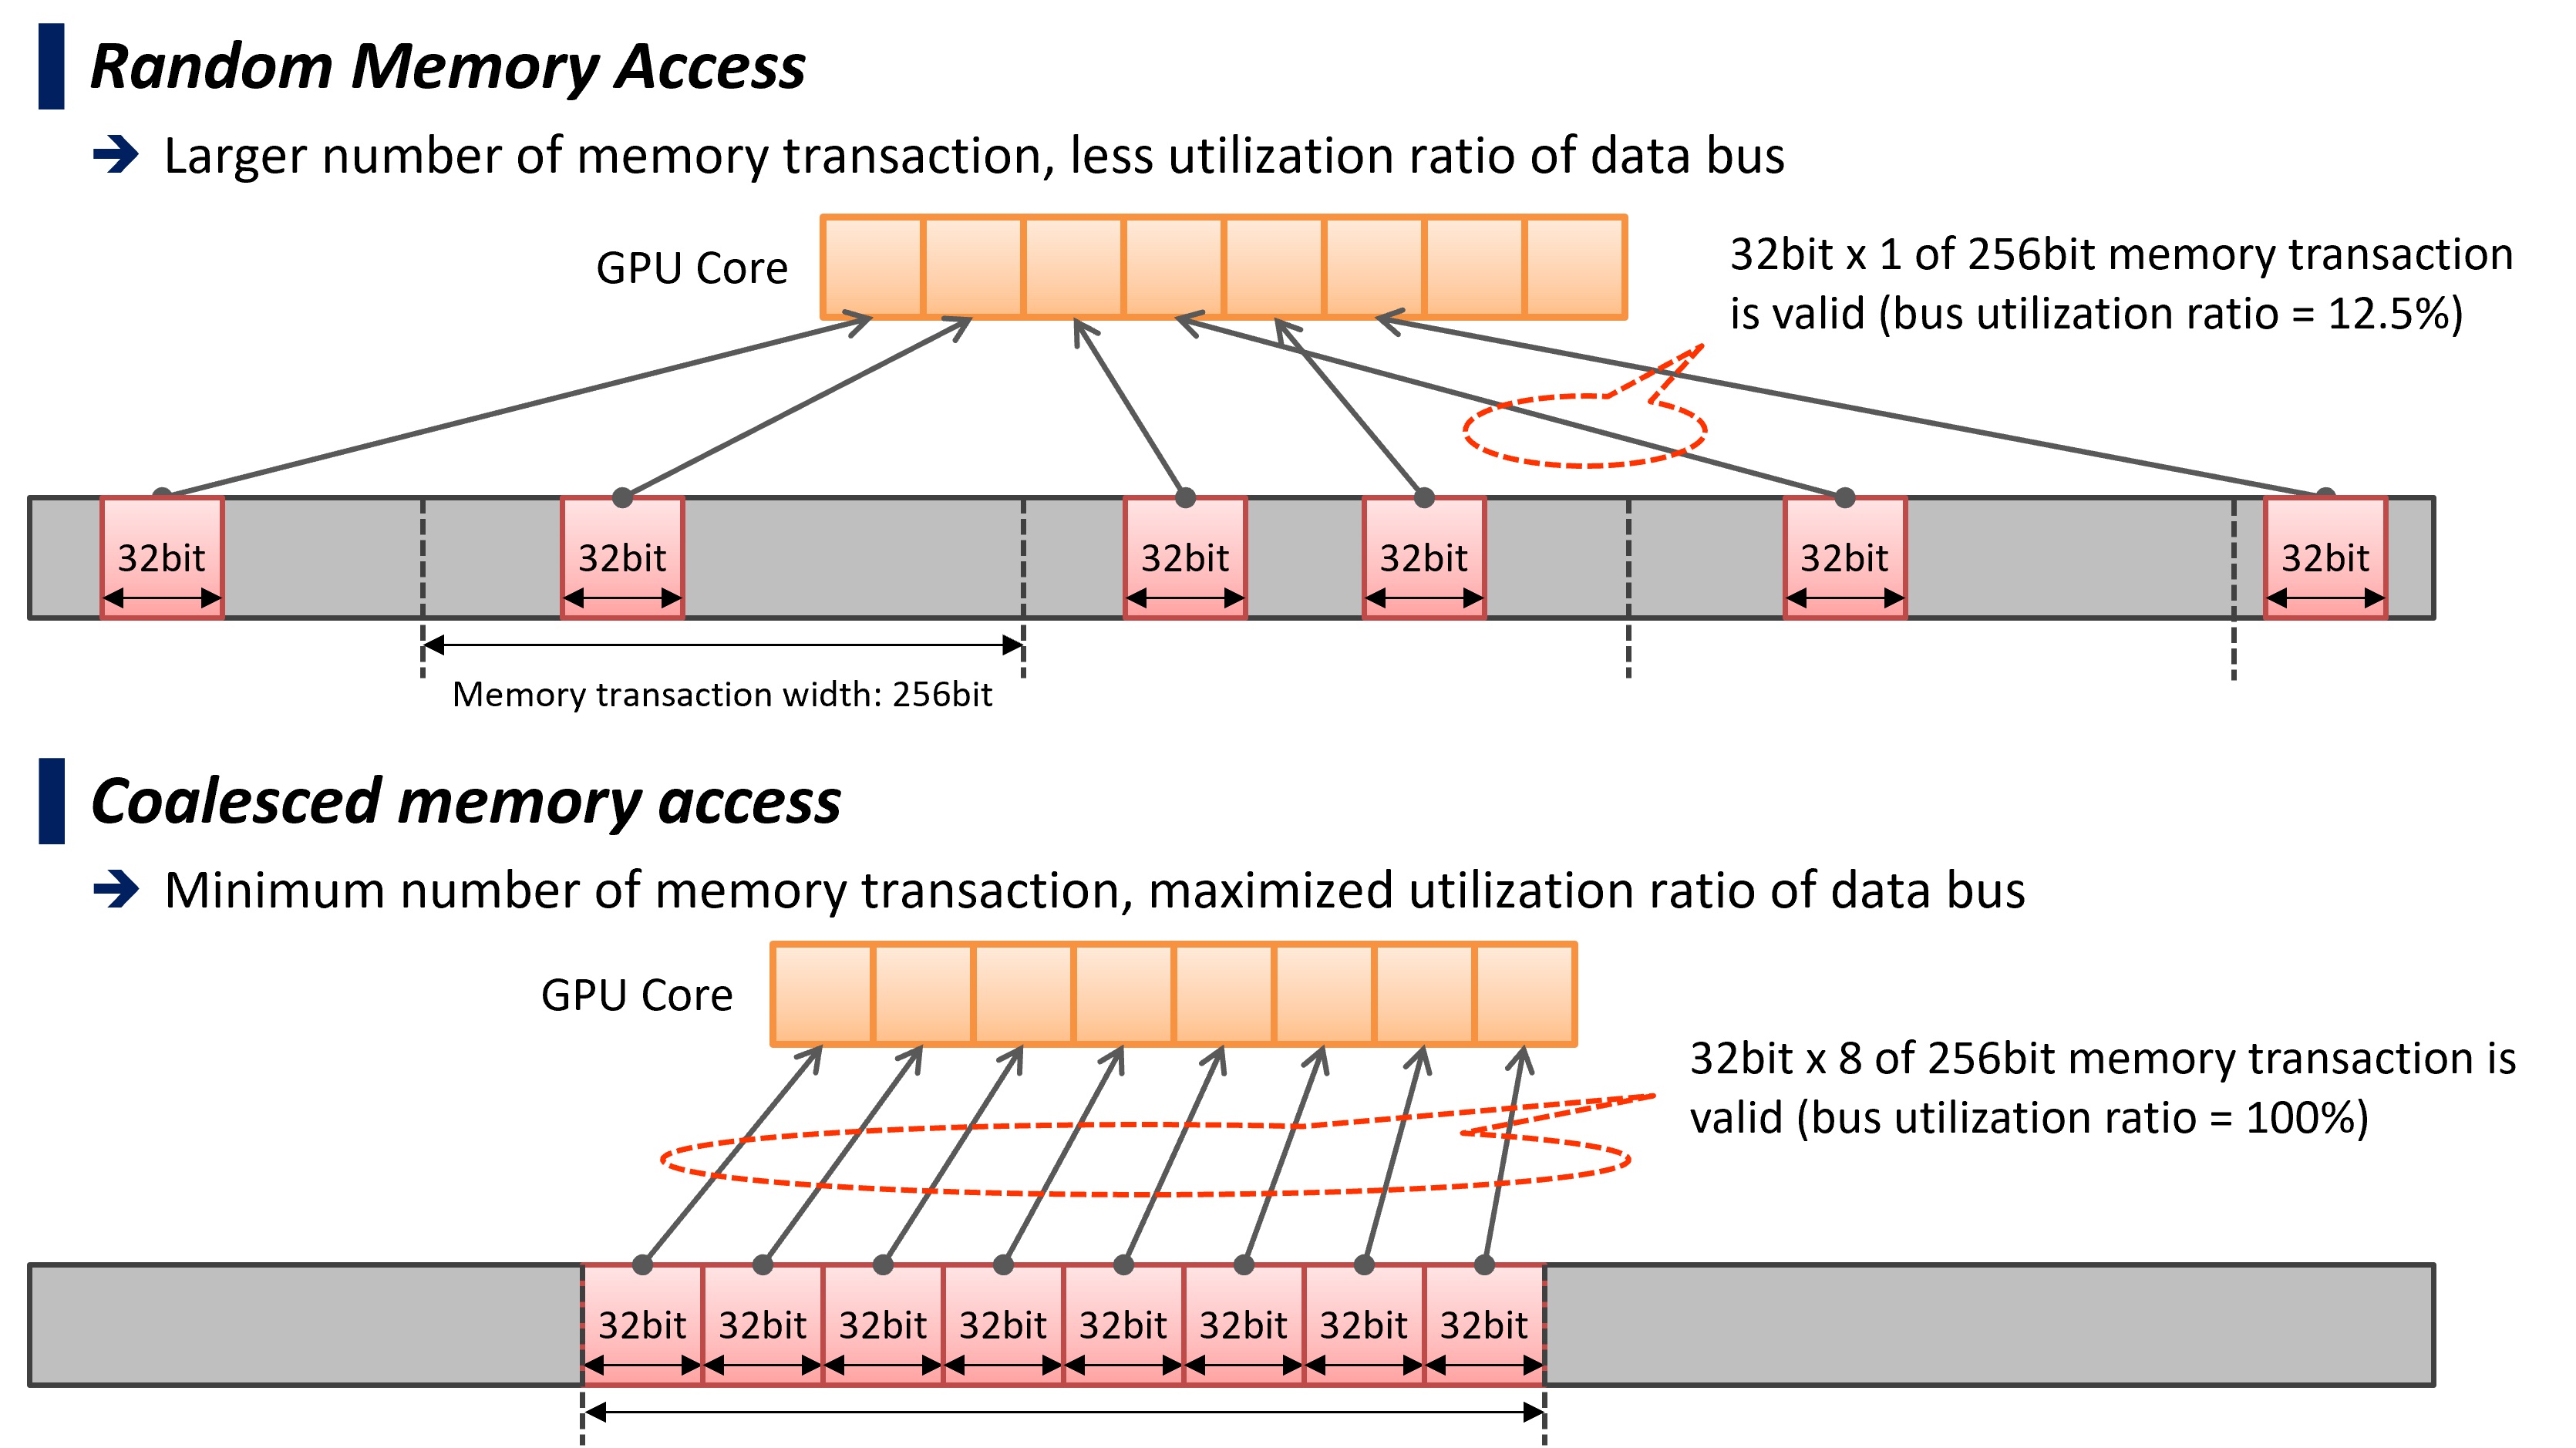 Random Memory Access
➔ Larger number of memory transaction, less utilization ratio of data bus
GPU Core
32bit x 1 of 256bit memory transaction
is valid (bus utilization ratio = 12.5%)
32bit 32bit 32bit 32bit 32bit 32bit
Memory transaction width: 256bit
Coalesced memory access
➔ Minimum number of memory transaction, maximized utilization ratio of data bus
GPU Core
32bit x 8 of 256bit memory transaction is
valid (bus utilization ratio = 100%)
32bit 32bit 32bit 32bit 32bit 32bit 32bit 32bit